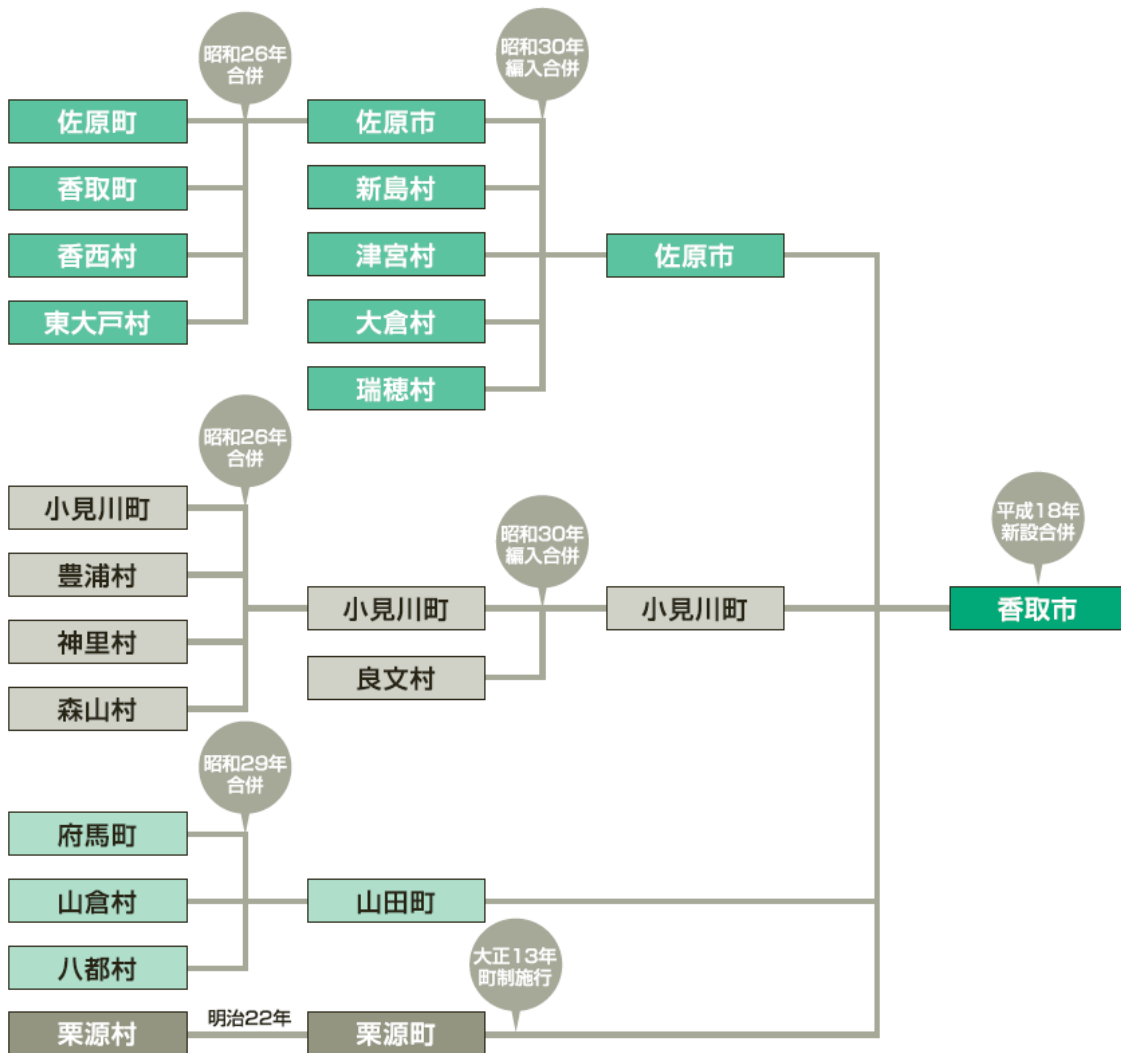 昭和26年
合併
昭和30年
編入合併
佐原町
佐原市
香取町
新島村
香西村
津宮村
佐原市
東大戸村
大倉村
瑞穂村
昭和26年
合併
小見川町
昭和30年
編入合併
平成18年
新設合併
豊浦村
小見川町
小見川町
香取市
神里村
良文村
森山村
昭和29年
合併
府馬町
山倉村
山田町
八都村
大正13年
町制施行
栗源村
明治22年
栗源町